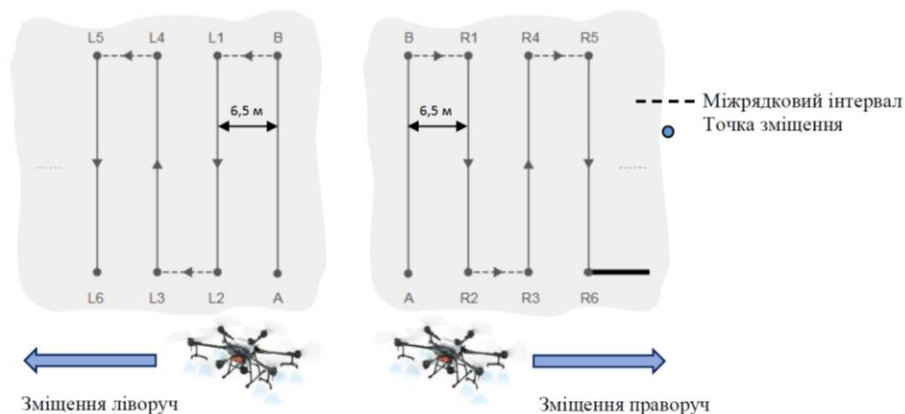 L5 L4 L1 B
B R1 R4 R5
6,5 м
6,5 м
Міжрядковий інтервал
Точка зміщення
L6 L3 L2 A
A R2 R3 R6
Зміщення ліворуч
Зміщення праворуч